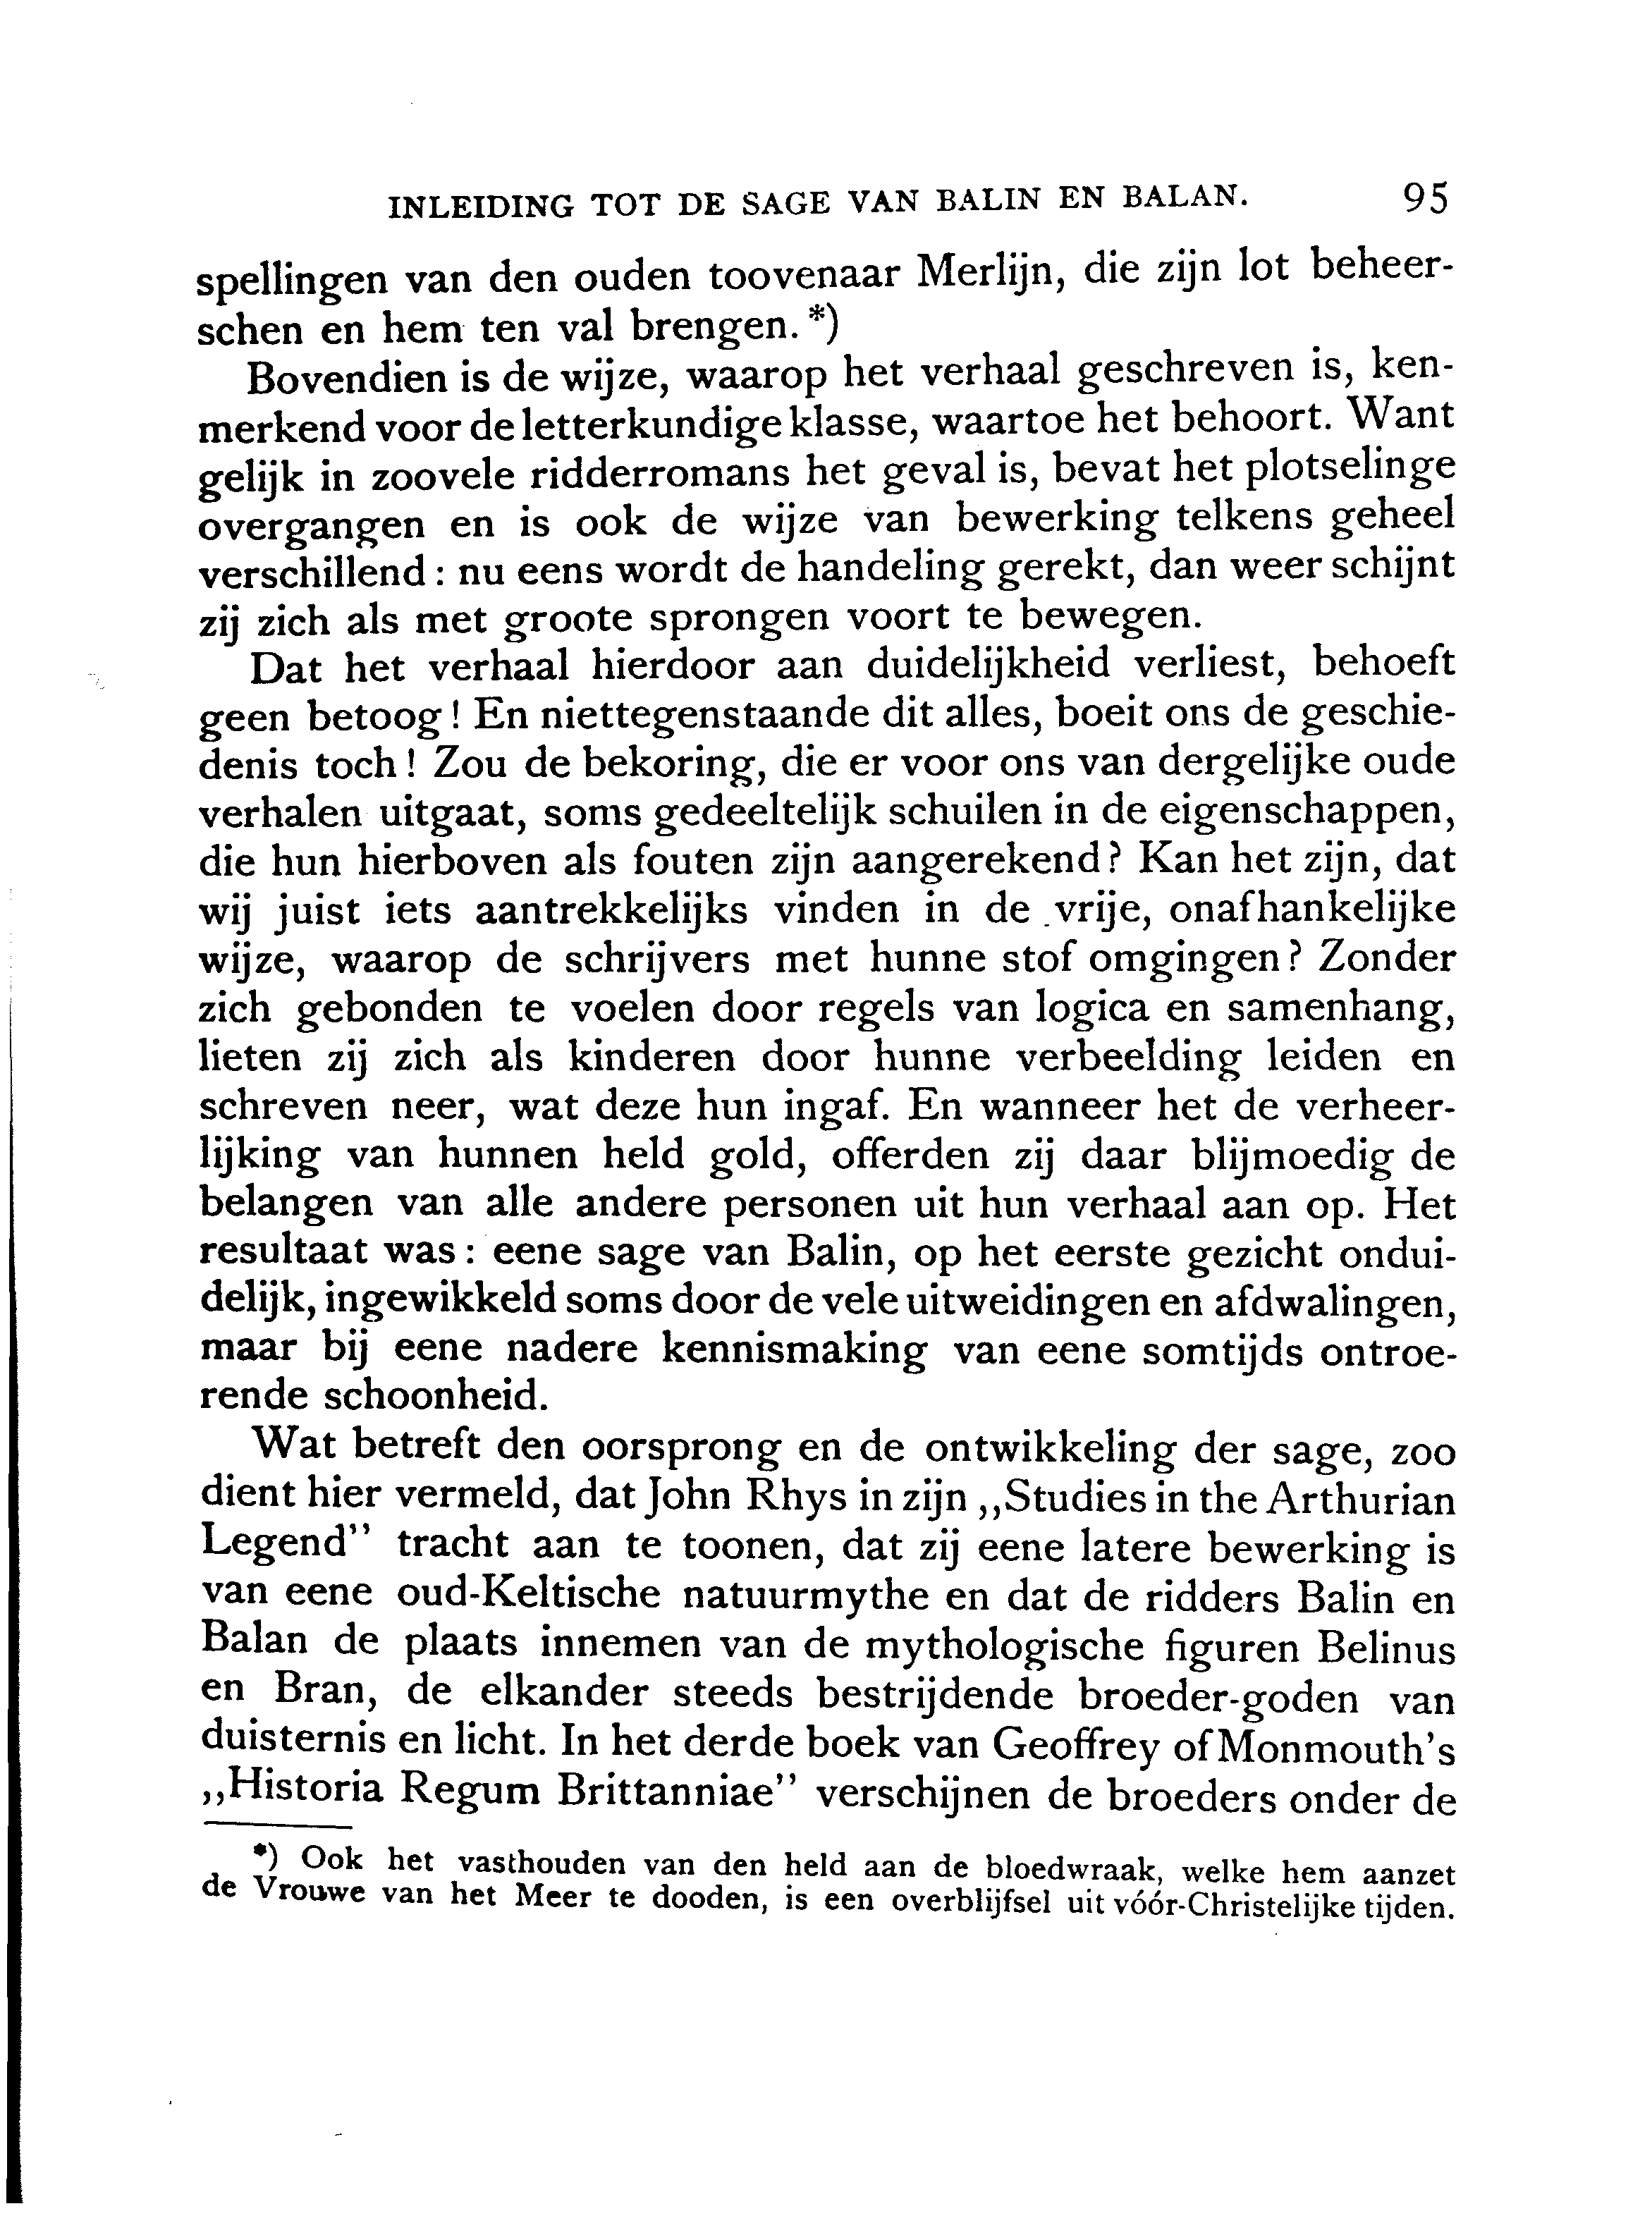 INLEIDING TOT DE SAGE VAN BALIN EN BALAN. 95
spellingen van den ouden toovenaar Merlijn, die zijn lot beheer-
schen en hem ten val brengen. *)
Bovendien is de wijze, waarop het verhaal geschreven is, ken-
merkend voor de letterkundige klasse, waartoe het behoort. Want
gelijk in zoovele ridderromans het geval is, bevat het plotselinge
overgangen en is ook de wijze van bewerking telkens geheel
verschillend : nu eens wordt de handeling gerekt, dan weer schijnt
zij zich als met groote sprongen voort te bewegen.
Dat het verhaal hierdoor aan duidelijkheid verliest, behoeft
geen betoog ! En niettegenstaande dit alles, boeit ons de geschie-
denis toch ! Zou de bekoring, die er voor ons van dergelijke oude
verhalen uitgaat, soms gedeeltelijk schuilen in de eigenschappen,
die hun hierboven als fouten zijn aangerekend? Kan het zijn, dat
wij juist iets aantrekkelijks vinden in de vrije, onafhankelijke
wijze, waarop de schrijvers met hunne stof omgingen? Zonder
zich gebonden te voelen door regels van logica en samenhang,
lieten zij zich als kinderen door hunne verbeelding leiden en
schreven neer, wat deze hun ingaf. En wanneer het de verheer-
lijking van hunnen held gold, offerden zij daar blijmoedig de
belangen van alle andere personen uit hun verhaal aan op. Het
resultaat was : eene sage van Balin, op het eerste gezicht ondui-
delijk, ingewikkeld soms door de vele uitweidingen en afdwalingen,
maar bij eene nadere kennismaking van eene somtijds ontroe-
rende schoonheid.
Wat betreft den oorsprong en de ontwikkeling der sage, zoo
dient hier vermeld, dat John Rhys in zijn ,,Studies in the Arthurian
Legend" tracht aan te toonen, dat zij eene latere bewerking is
van eene oud-Keltische natuurmythe en dat de ridders Balin en
Balan de plaats innemen van de mythologische figuren Belinus
en Bran, de elkander steeds bestrijdende broeder-goden van
duisternis en licht. In het derde boek van Geoffrey of Monmouth's
,,Historia Regum Brittanniae" verschijnen de broeders onder de
*) Ook het vasthouden van den held aan de bloedwraak, welke hem aanzet
de Vrouwe van het Meer te dooden, is een overblijfsel uit vóór-Christelijke tijden.